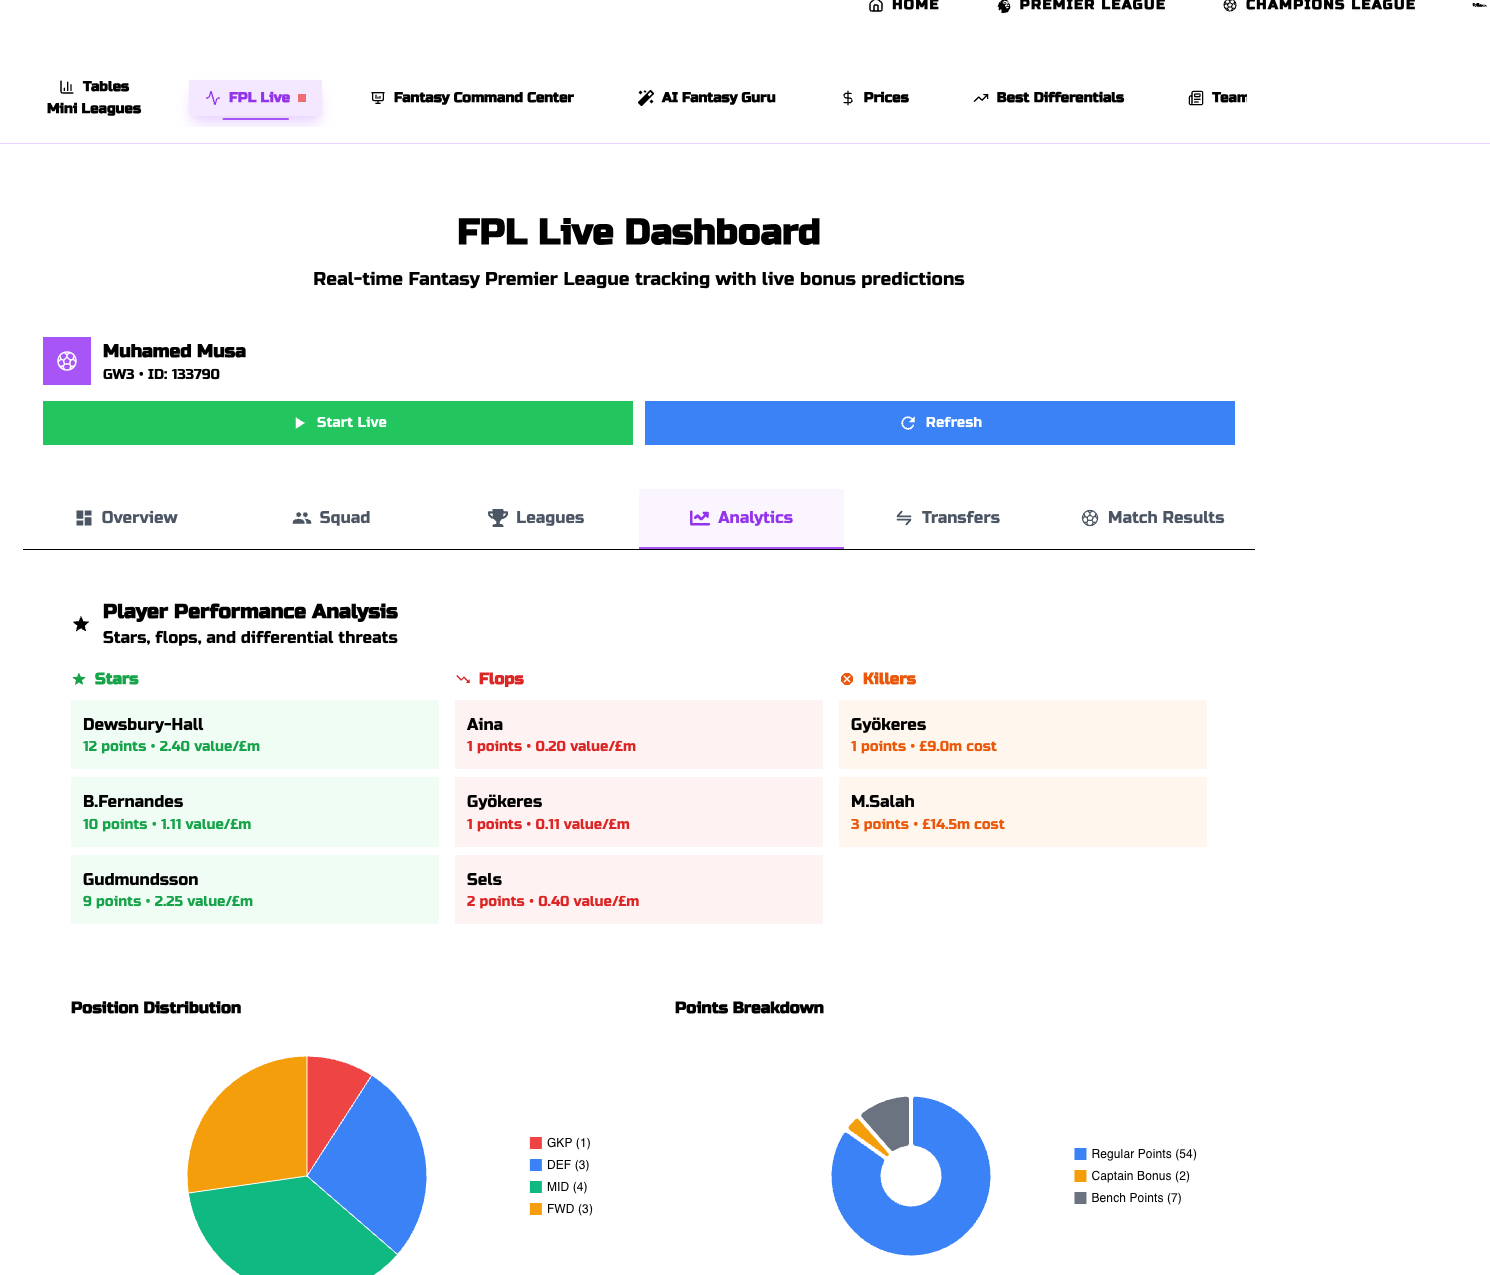 HOME
PREMIER LEAGUE
CHAMPIONS LEAGUE
Tables
Mini Leagues
FPL Live
Fantasy Command Center
AI Fantasy Guru
Prices
Best Differentials
Team
FPL Live Dashboard
Real-time Fantasy Premier League tracking with live bonus predictions
Muhamed Musa
GW3 • ID: 133790
Start Live
Refresh
Overview
Squad
Leagues
Analytics
Transfers
Match Results
Player Performance Analysis
Stars, flops, and differential threats
Stars
Dewsbury-Hall
12 points • 2.40 value/£m
B.Fernandes
10 points • 1.11 value/£m
Gudmundsson
9 points • 2.25 value/£m
Flops
Aina
1 points • 0.20 value/£m
Gyökeres
1 points • 0.11 value/£m
Sels
2 points • 0.40 value/£m
Killers
Gyökeres
1 points • £9.0m cost
M.Salah
3 points • £14.5m cost
Position Distribution
GKP (1)
DEF (3)
MID (4)
FWD (3)
Points Breakdown
Regular Points (54)
Captain Bonus (2)
Bench Points (7)